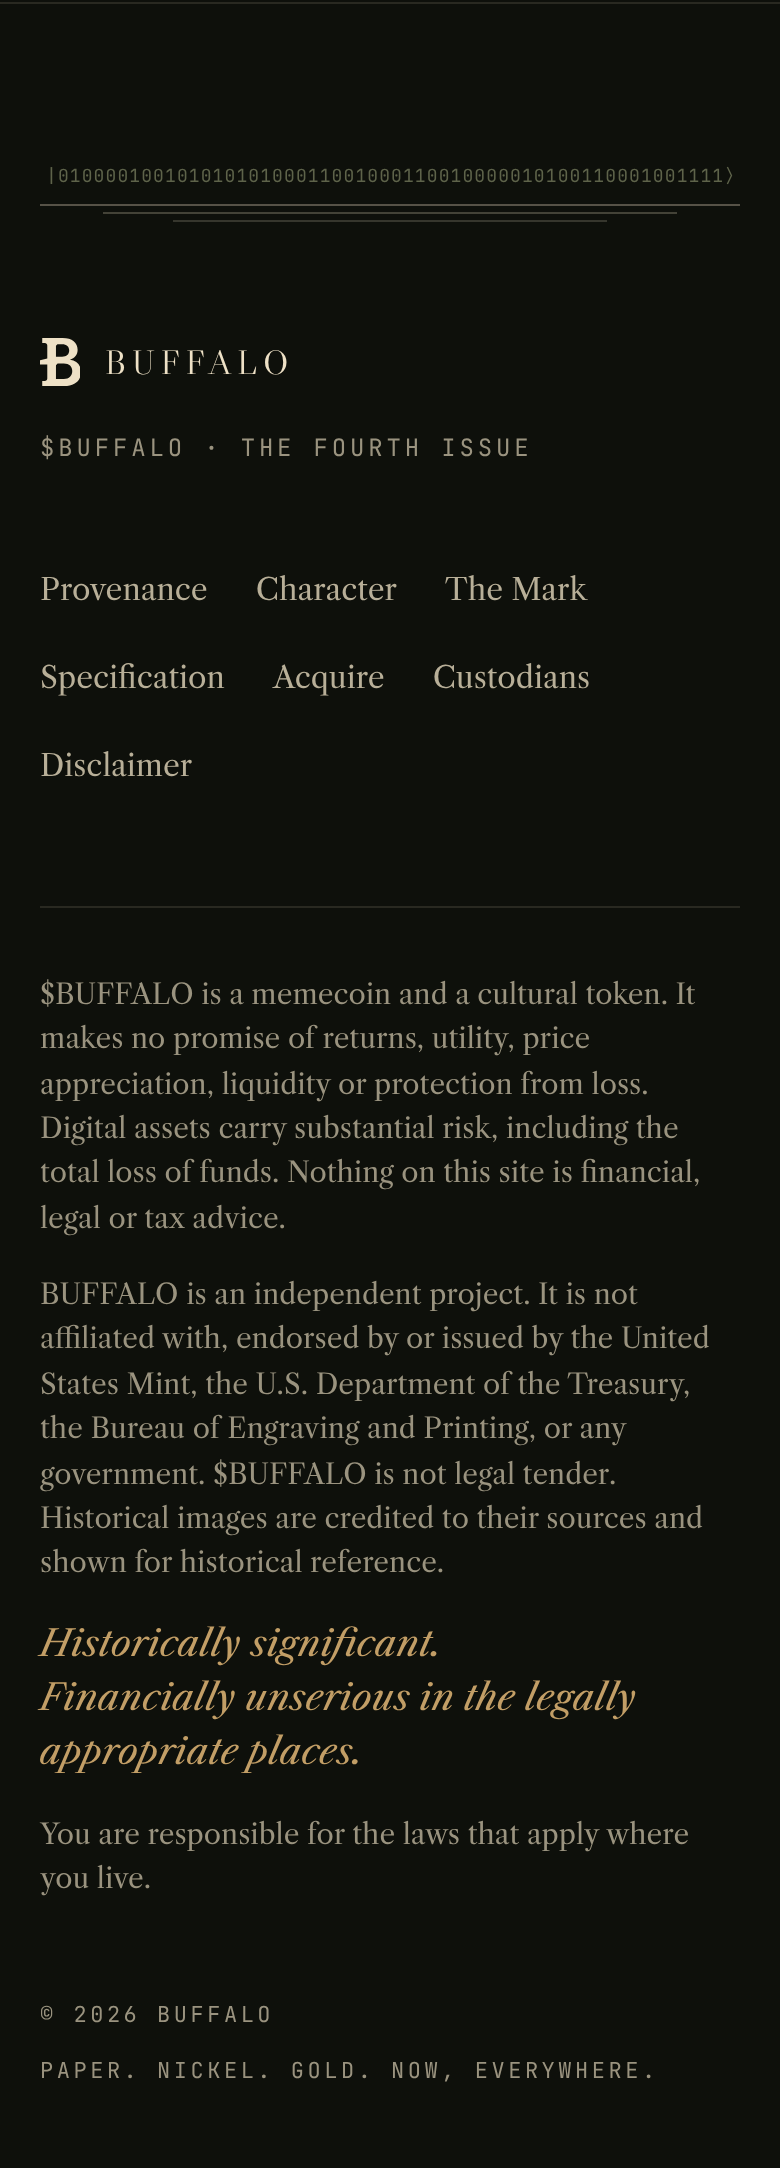 |01000010010101010100011001000110010000010100110001001111⟩
B BUFFALO
$BUFFALO · THE FOURTH ISSUE
Provenance Character The Mark
Specification Acquire Custodians
Disclaimer
$BUFFALO is a memecoin and a cultural token. It
makes no promise of returns, utility, price
appreciation, liquidity or protection from loss.
Digital assets carry substantial risk, including the
total loss of funds. Nothing on this site is financial,
legal or tax advice.
BUFFALO is an independent project. It is not
affiliated with, endorsed by or issued by the United
States Mint, the U.S. Department of the Treasury,
the Bureau of Engraving and Printing, or any
government. $BUFFALO is not legal tender.
Historical images are credited to their sources and
shown for historical reference.
Historically significant.
Financially unserious in the legally
appropriate places.
You are responsible for the laws that apply where
you live.
© 2026 BUFFALO
PAPER. NICKEL. GOLD. NOW, EVERYWHERE.